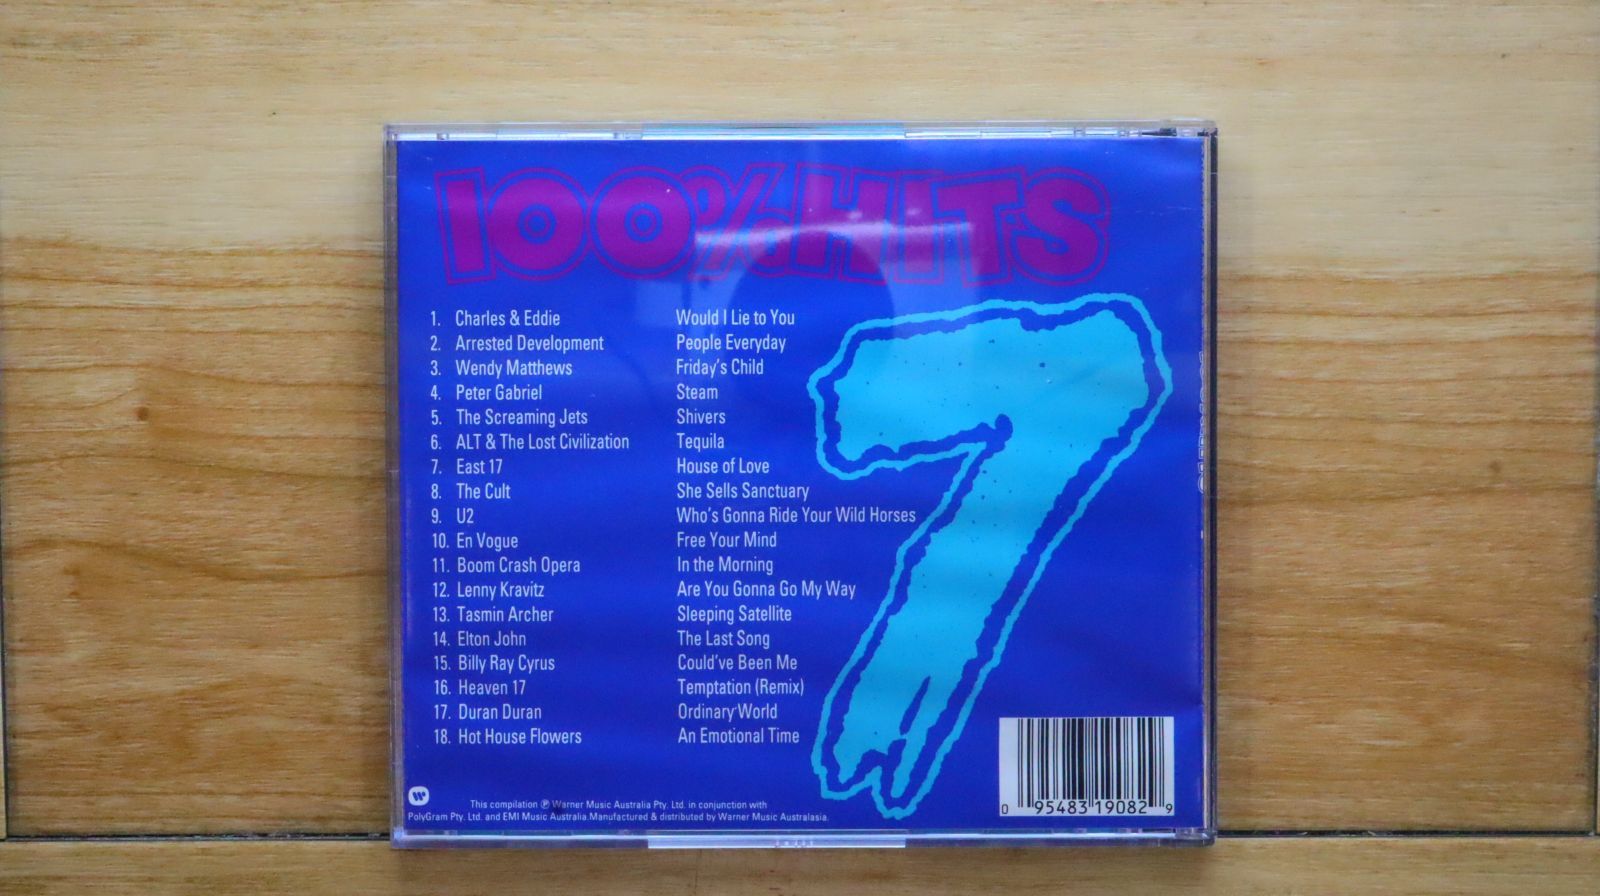 100% HITS
7
1. Charles & Eddie Would I Lie to You
2. Arrested Development People Everyday
3. Wendy Matthews Friday's Child
4. Peter Gabriel Steam
5. The Screaming Jets Shivers
6. ALT & The Lost Civilization Tequila
7. East 17 House of Love
8. The Cult She Sells Sanctuary
9. U2 Who's Gonna Ride Your Wild Horses
10. En Vogue Free Your Mind
11. Boom Crash Opera In the Morning
12. Lenny Kravitz Are You Gonna Go My Way
13. Tasmin Archer Sleeping Satellite
14. Elton John The Last Song
15. Billy Ray Cyrus Could've Been Me
16. Heaven 17 Temptation (Remix)
17. Duran Duran Ordinary World
18. Hot House Flowers An Emotional Time
This compilation ℗ Warner Music Australia Pty. Ltd. in conjunction with
PolyGram Pty. Ltd. and EMI Music Australia.Manufactured & distributed by Warner Music Australasia.
0 95483 19082 9